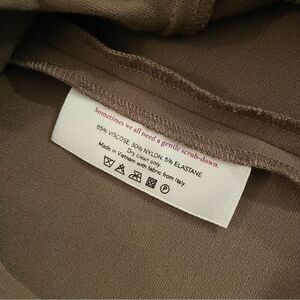 Sometimes we all need a gentle scrub-down.
65% VISCOSE, 30% NYLON, 5% ELASTANE
Dry clean only.
Made in Vietnam with fabric from Italy.